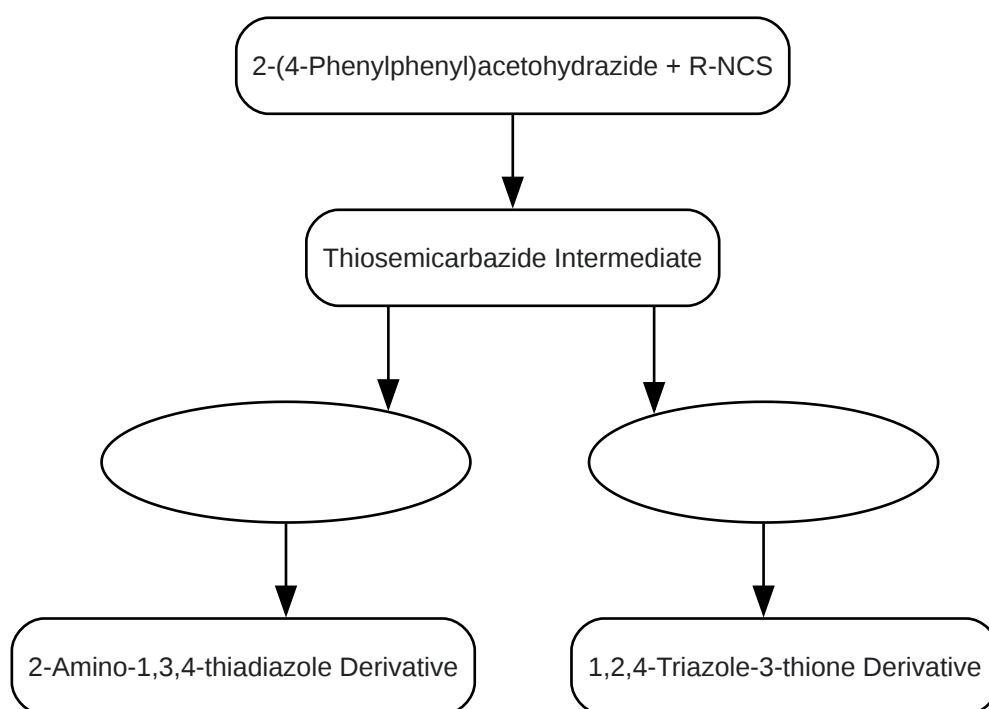 2-(4-Phenylphenyl)acetohydrazide + R-NCS
Thiosemicarbazide Intermediate
2-Amino-1,3,4-thiadiazole Derivative
1,2,4-Triazole-3-thione Derivative